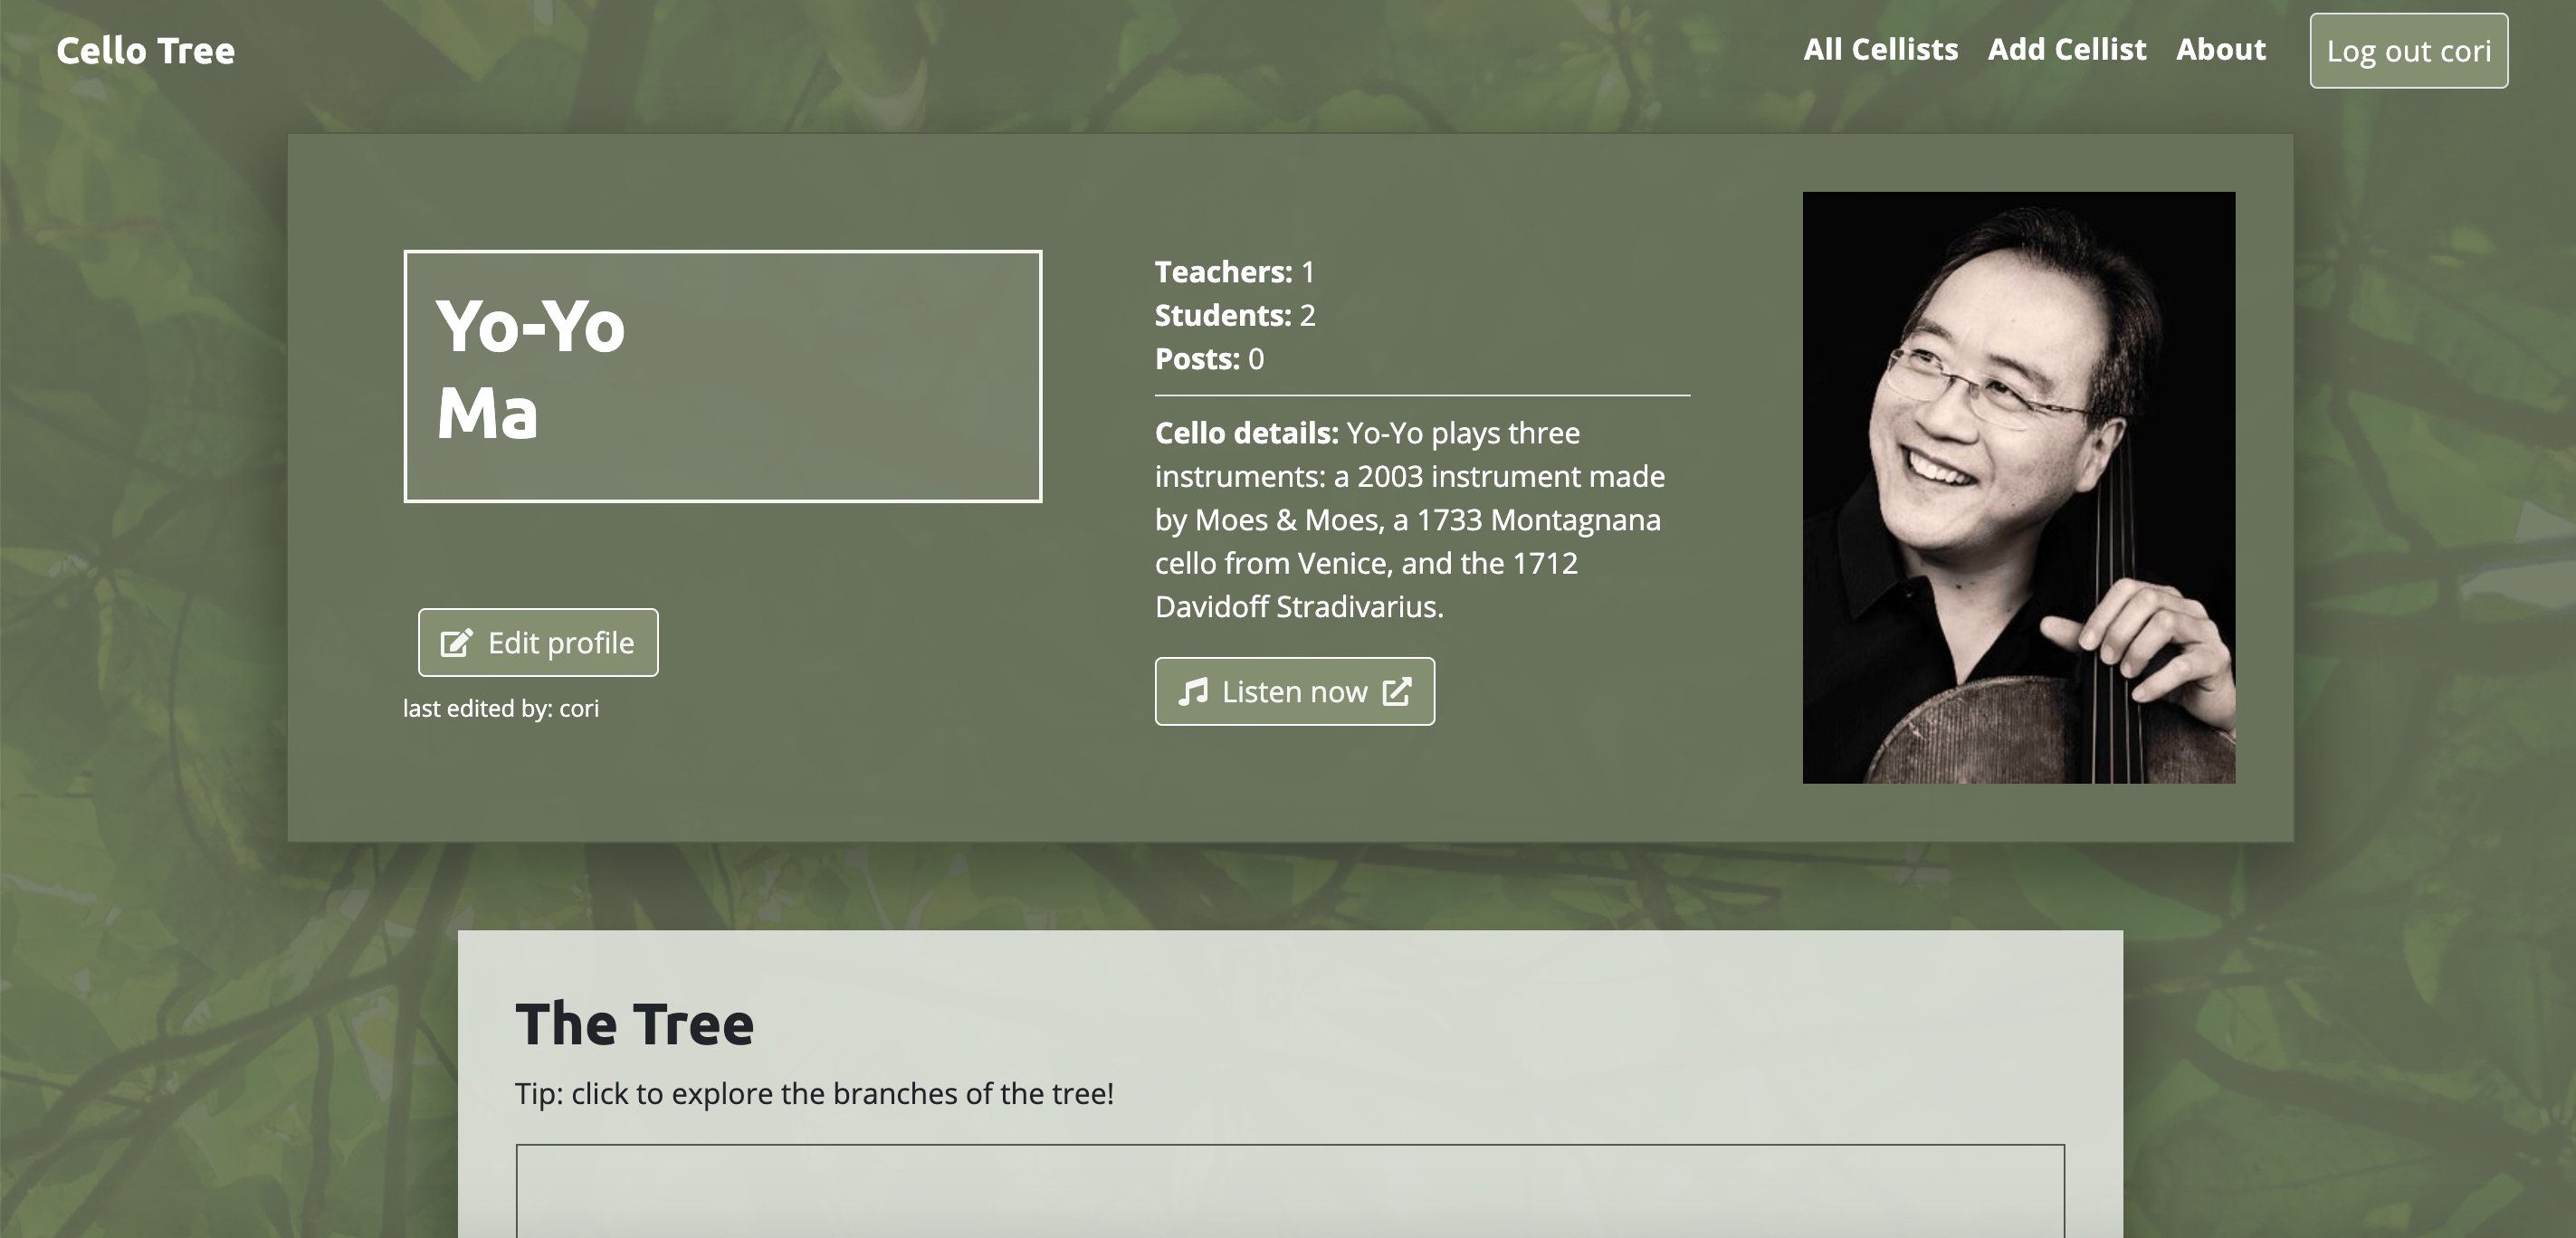 Cello Tree
All Cellists Add Cellist About Log out cori
Yo-Yo
Ma
Edit profile
last edited by: cori
Teachers: 1
Students: 2
Posts: 0
Cello details: Yo-Yo plays three
instruments: a 2003 instrument made
by Moes & Moes, a 1733 Montagnana
cello from Venice, and the 1712
Davidoff Stradivarius.
Listen now
The Tree
Tip: click to explore the branches of the tree!